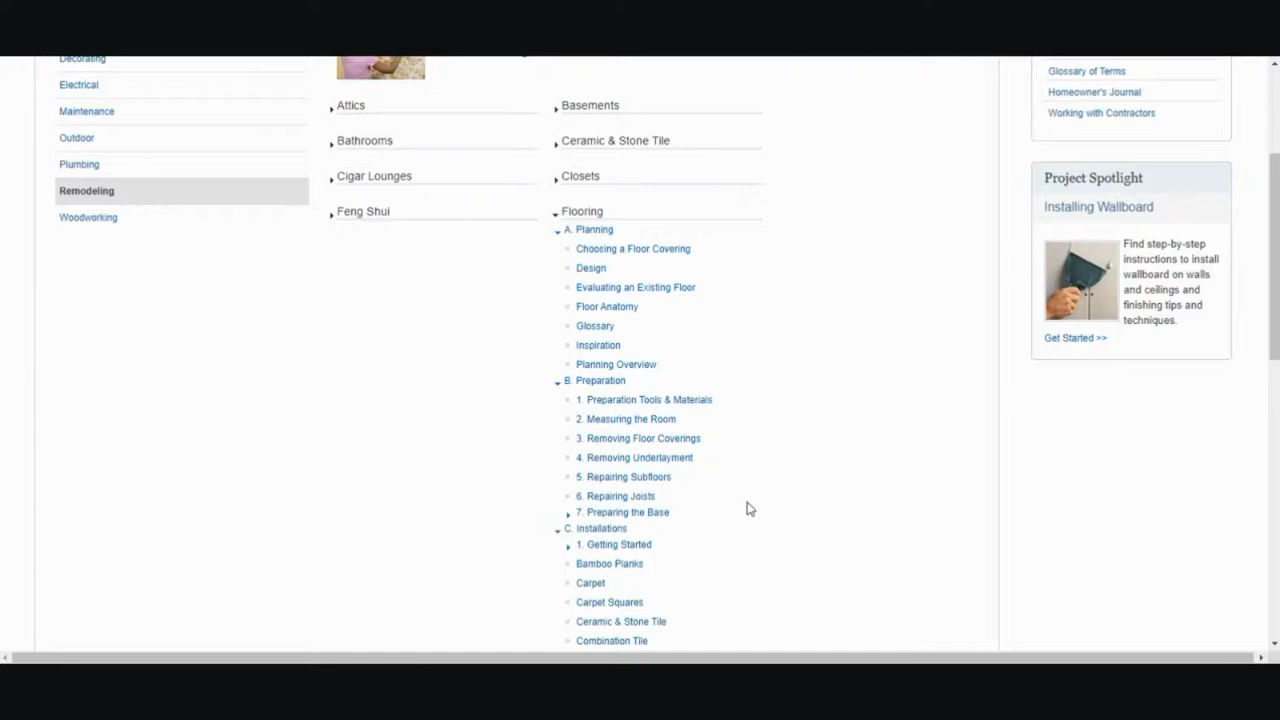 Decorating
Electrical
Maintenance
Outdoor
Plumbing
Remodeling
Woodworking
Attics
Bathrooms
Cigar Lounges
Feng Shui
Basements
Ceramic & Stone Tile
Closets
Flooring
A. Planning
Choosing a Floor Covering
Design
Evaluating an Existing Floor
Floor Anatomy
Glossary
Inspiration
Planning Overview
B. Preparation
1. Preparation Tools & Materials
2. Measuring the Room
3. Removing Floor Coverings
4. Removing Underlayment
5. Repairing Subfloors
6. Repairing Joists
7. Preparing the Base
C. Installations
1. Getting Started
Bamboo Planks
Carpet
Carpet Squares
Ceramic & Stone Tile
Combination Tile
Glossary of Terms
Homeowner's Journal
Working with Contractors
Project Spotlight
Installing Wallboard
Find step-by-step
instructions to install
wallboard on walls
and ceilings and
finishing tips and
techniques.
Get Started >>